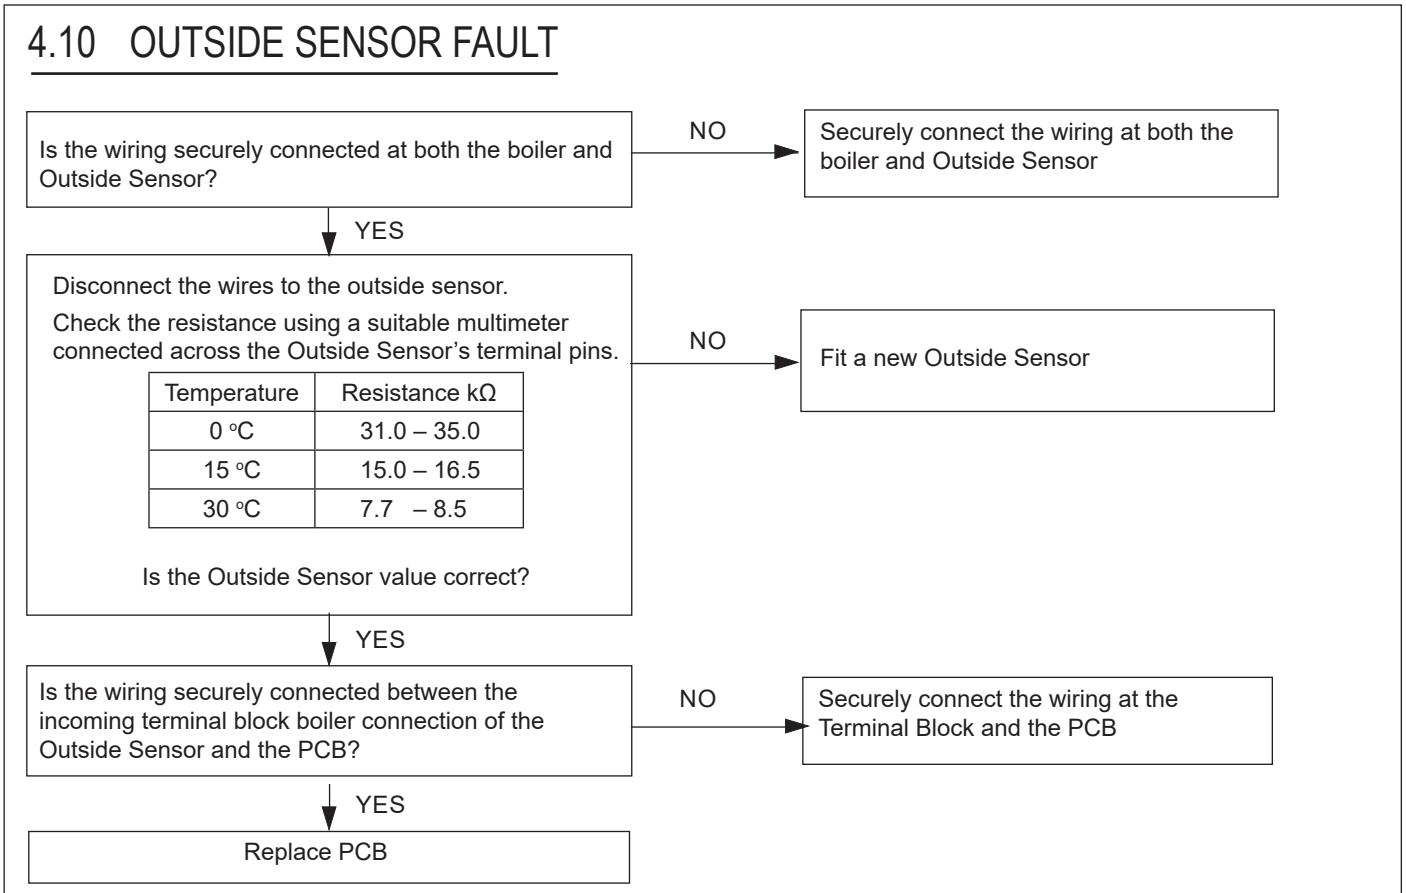 4.10 OUTSIDE SENSOR FAULT
Is the wiring securely connected at both the boiler and
Outside Sensor?
NO
Securely connect the wiring at both the
boiler and Outside Sensor
YES
Disconnect the wires to the outside sensor.
Check the resistance using a suitable multimeter
connected across the Outside Sensor’s terminal pins.
Temperature Resistance kΩ
0 °C 31.0 – 35.0
15 °C 15.0 – 16.5
30 °C 7.7 – 8.5
Is the Outside Sensor value correct?
NO
Fit a new Outside Sensor
YES
Is the wiring securely connected between the
incoming terminal block boiler connection of the
Outside Sensor and the PCB?
NO
Securely connect the wiring at the
Terminal Block and the PCB
YES
Replace PCB